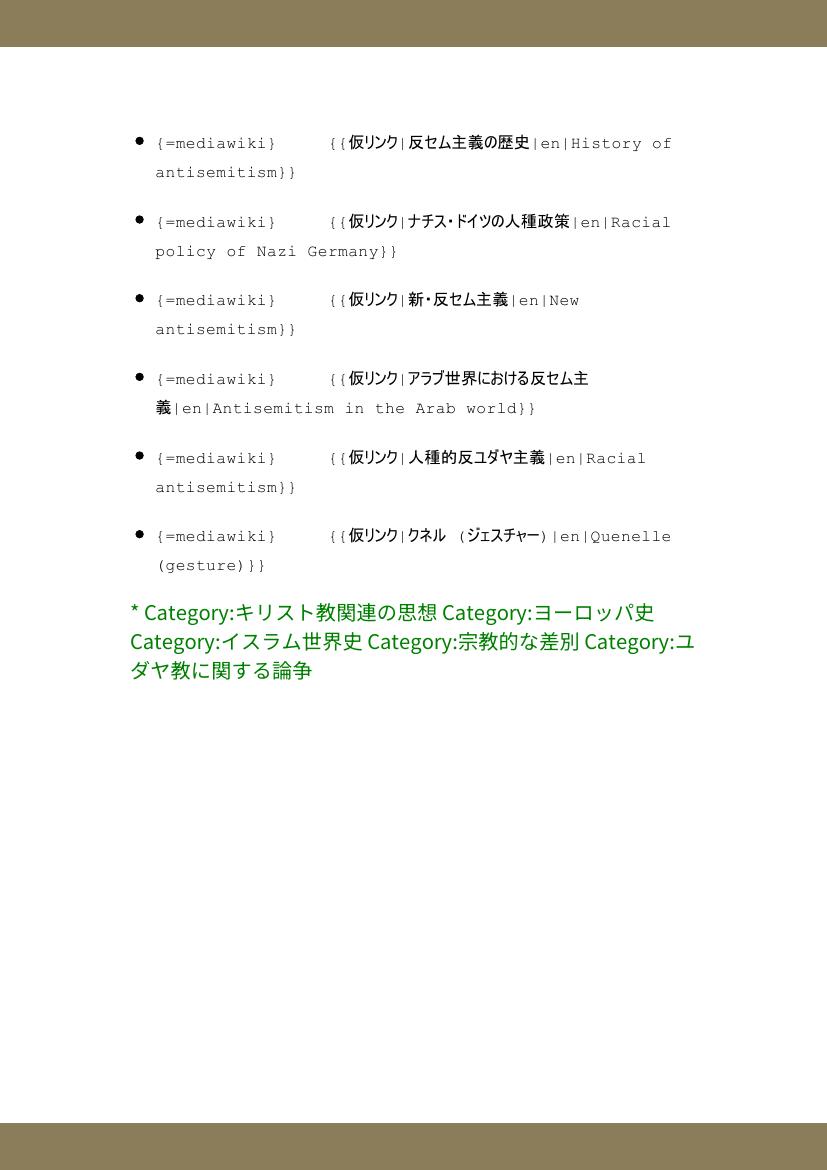 {=mediawiki} {{仮リンク|反セム主義の歴史|en|History of
antisemitism}}
{=mediawiki} {{仮リンク|ナチス・ドイツの人種政策|en|Racial
policy of Nazi Germany}}
{=mediawiki} {{仮リンク|新・反セム主義|en|New
antisemitism}}
{=mediawiki} {{仮リンク|アラブ世界における反セム主
義|en|Antisemitism in the Arab world}}
{=mediawiki} {{仮リンク|人種的反ユダヤ主義|en|Racial
antisemitism}}
{=mediawiki} {{仮リンク|クネル (ジェスチャー)|en|Quenelle
(gesture)}}
* Category:キリスト教関連の思想 Category:ヨーロッパ史
Category:イスラム世界史 Category:宗教的な差別 Category:ユ
ダヤ教に関する論争